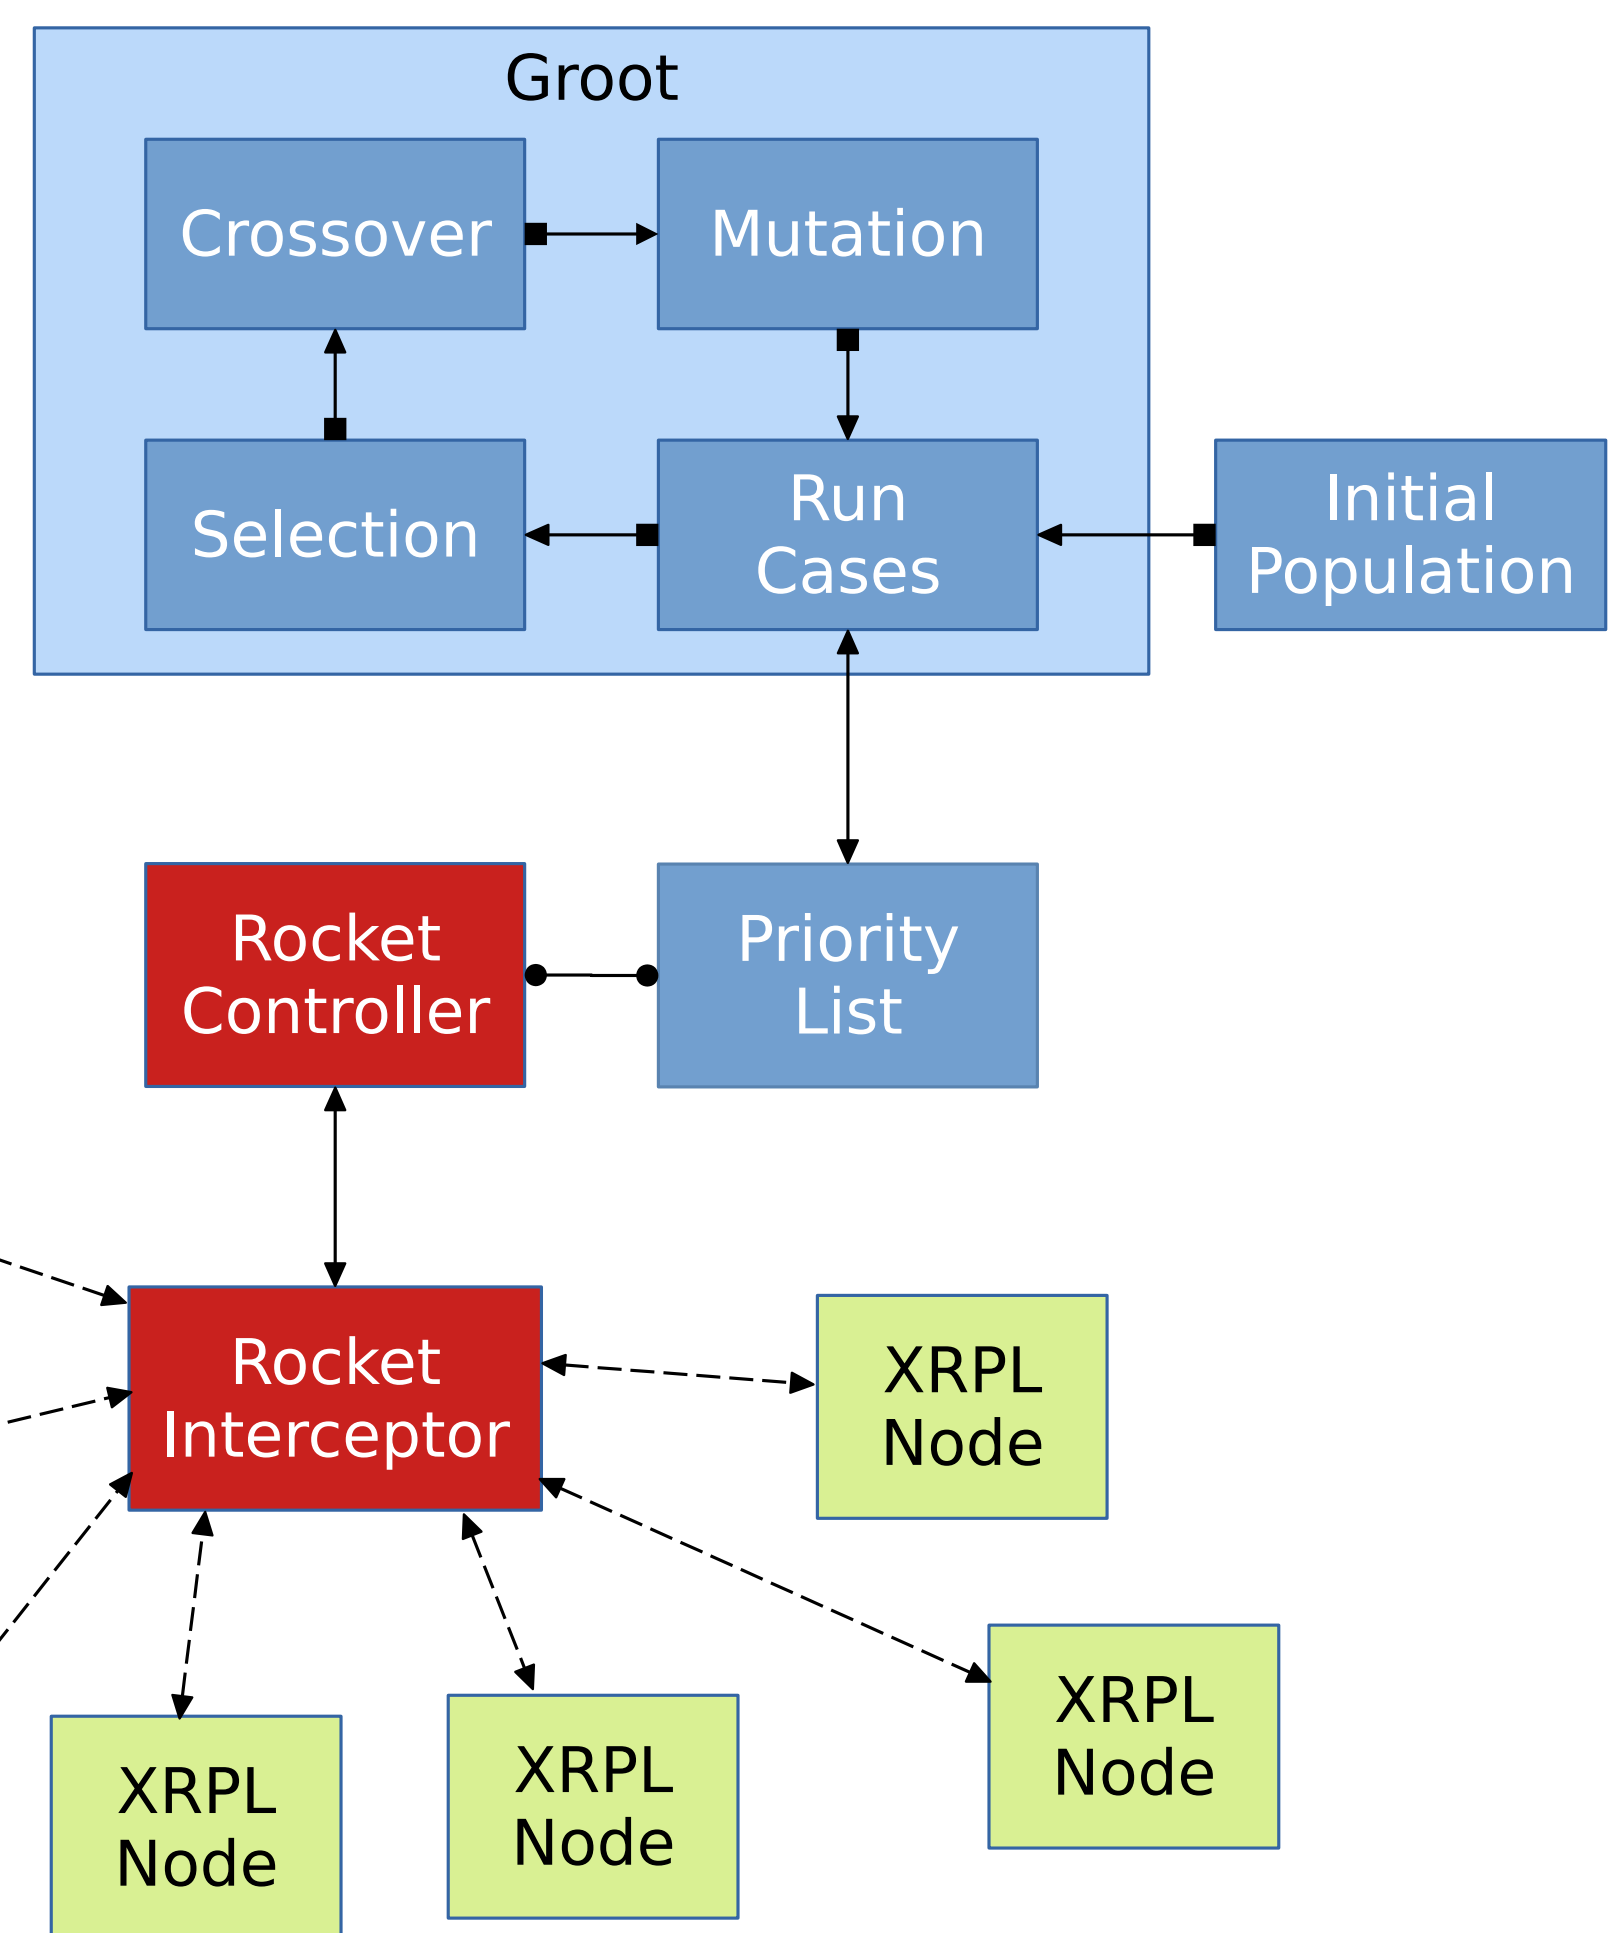 Groot
Crossover
Mutation
Selection
Run
Cases
Initial
Population
Rocket
Controller
Priority
List
Rocket
Interceptor
XRPL
Node
XRPL
Node
XRPL
Node
XRPL
Node